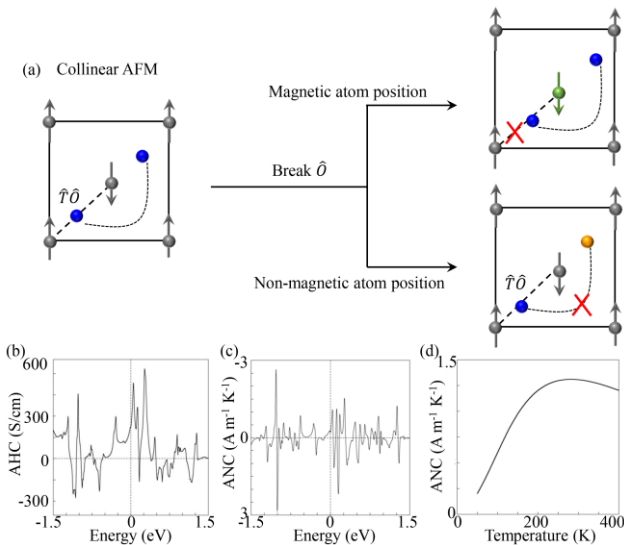 (a) Collinear AFM
T̂Ô
Magnetic atom position
Break Ô
Non-magnetic atom position
T̂Ô
(b)
AHC (S/cm)
600
300
0
-300
-1.5 0 1.5
Energy (eV)
(c)
ANC (A m⁻¹ K⁻¹)
-3
0
3
-1.5 0 1.5
Energy (eV)
(d)
ANC (A m⁻¹ K⁻¹)
1.5
0
0 200 400
Temperature (K)